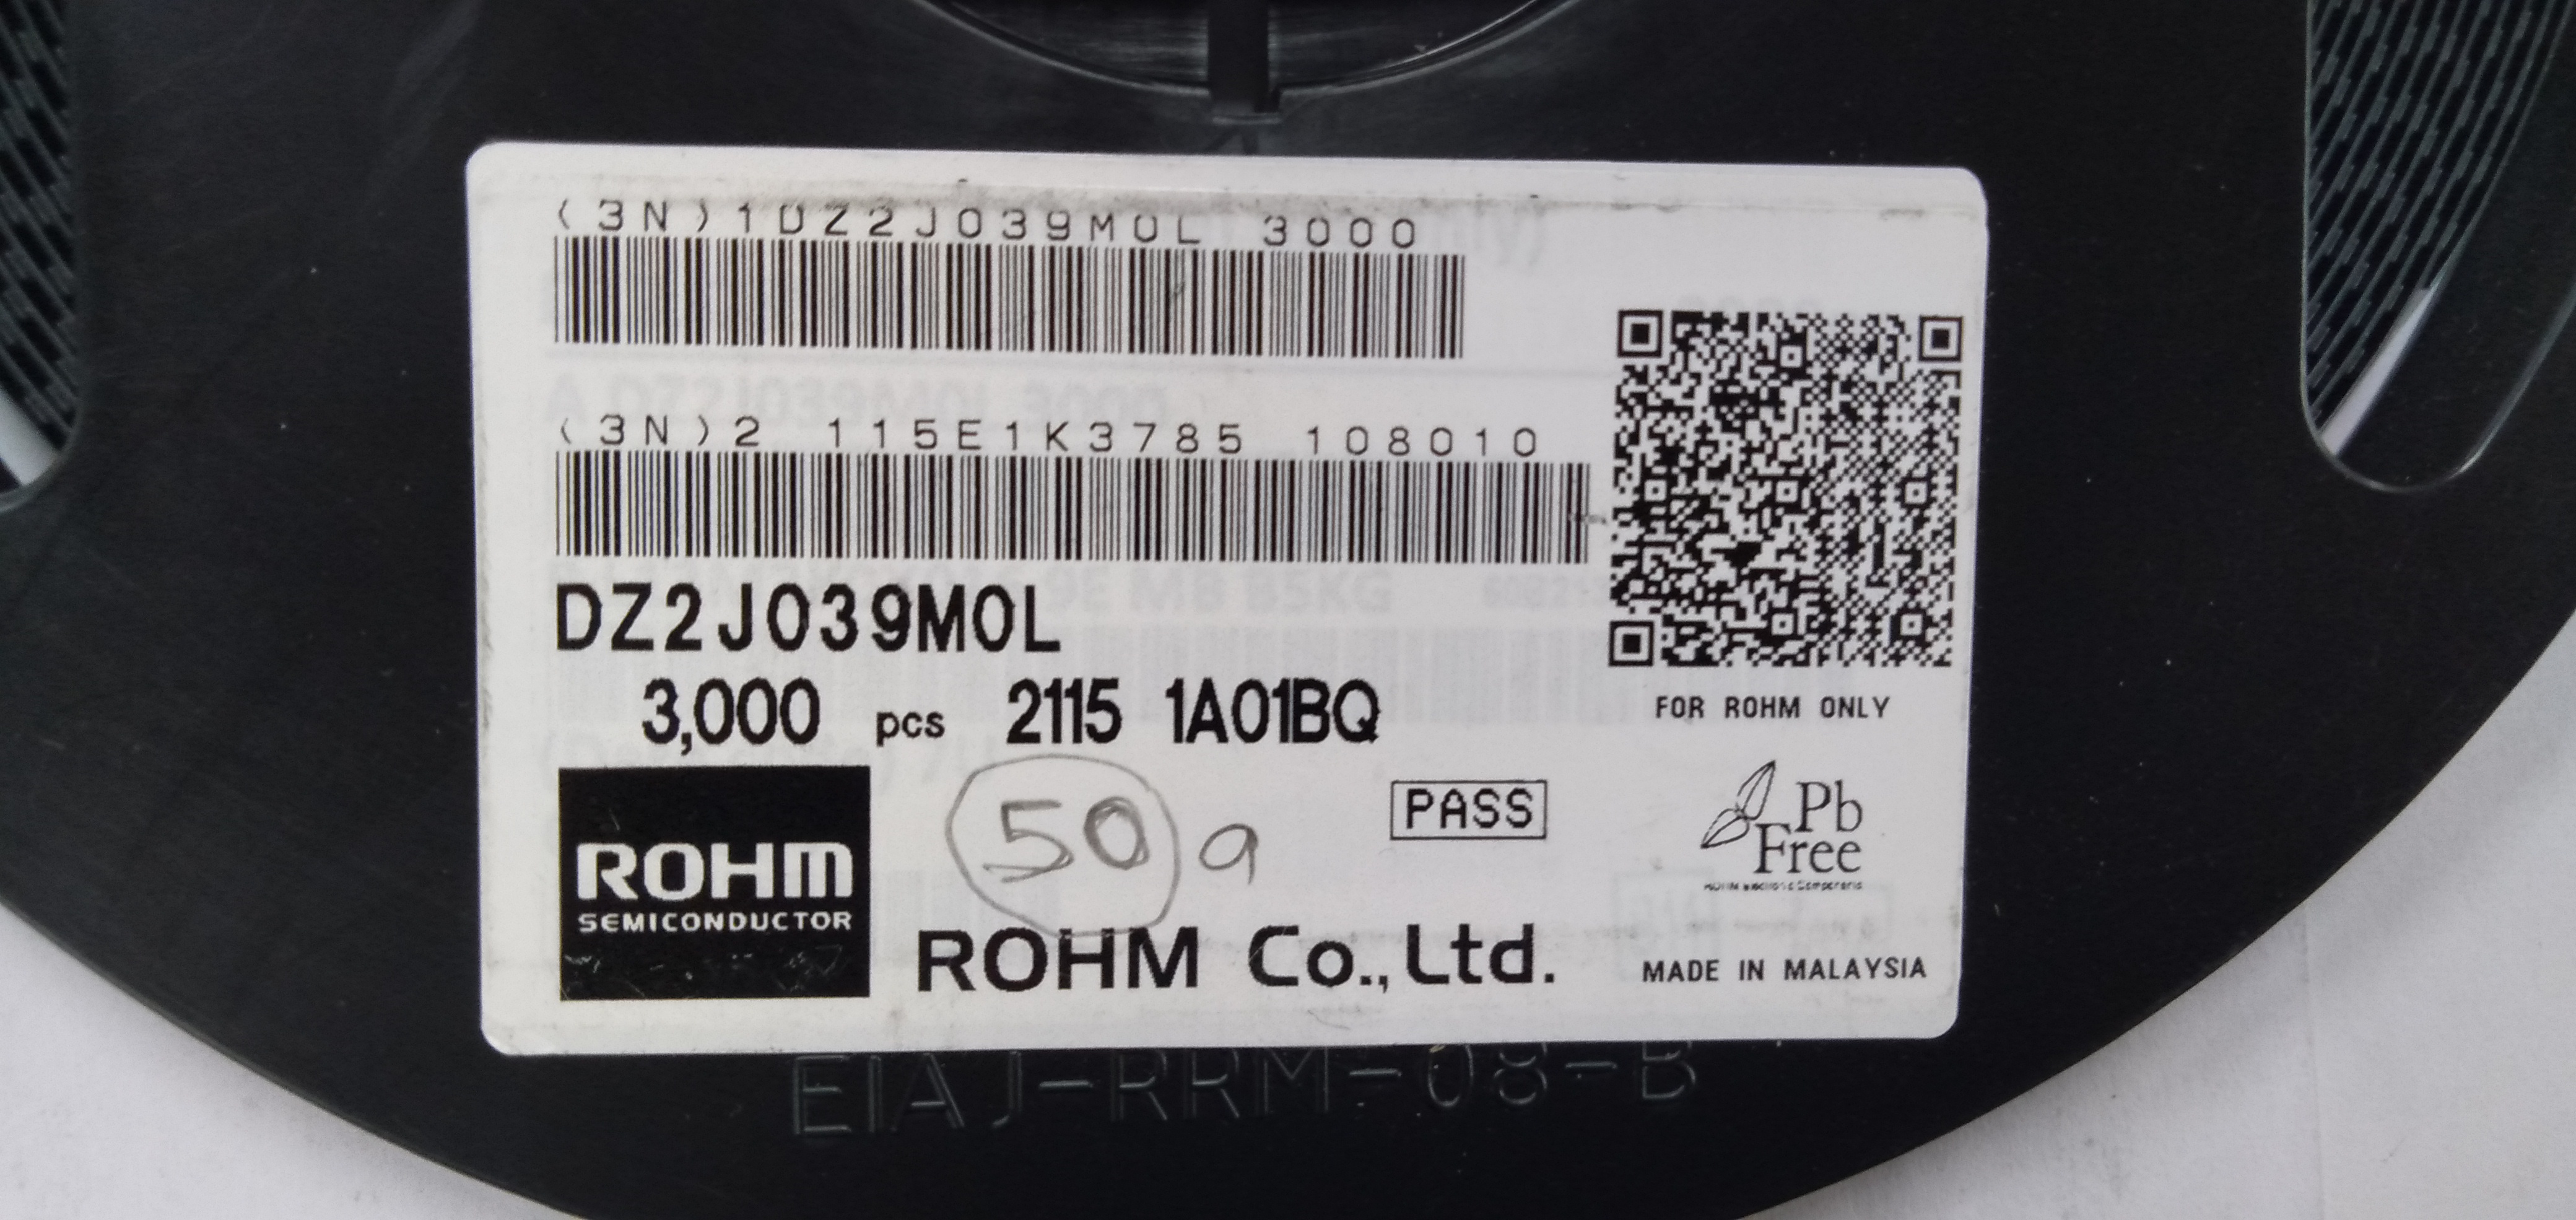 (3N)1DZ2J039M0L 3000
(3N)2 115E1K3785 108010
DZ2J039M0L
3,000 pcs 2115 1A01BQ
FOR ROHM ONLY
50 a
PASS
Pb
Free
ROHM
SEMICONDUCTOR
ROHM Co.,Ltd.
MADE IN MALAYSIA
EIAJ-RRM-08-B